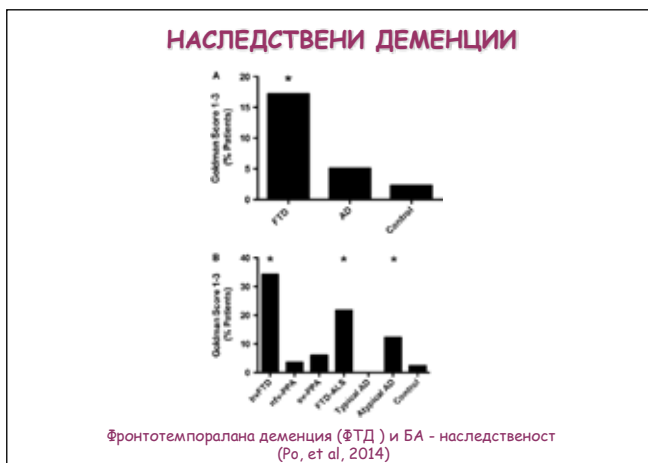 НАСЛЕДСТВЕНИ ДЕМЕНЦИИ
A
*
Goldman Score 1-3
(% Patients)
20
15
10
5
0
FTD
AD
Control
B
*
*
*
Goldman Score 1-3
(% Patients)
40
30
20
10
0
bvFTD
nfv-PPA
sv-PPA
FTD-ALS
Typical AD
Atypical AD
Control
Фронтотемпоралана деменция (ФТД ) и БА - наследственост
(Po, et al, 2014)